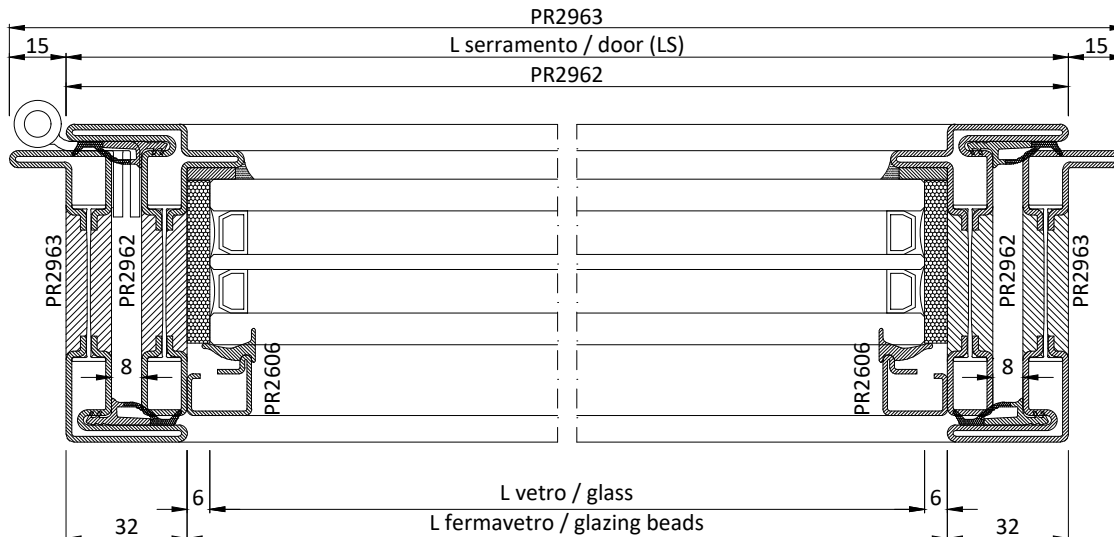 PR2963
15
L serramento / door (LS)
15
PR2962
PR2963
PR2962
PR2962
PR2963
8
PR2606
PR2606
8
6
L vetro / glass
6
32
L fermavetro / glazing beads
32